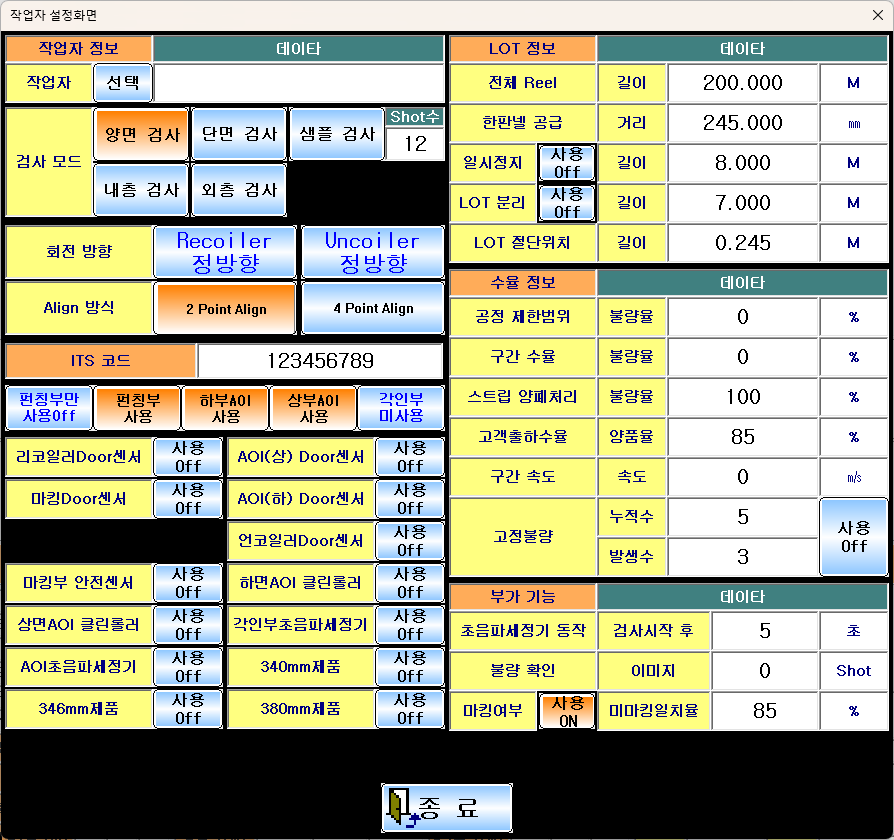 작업자 설정화면
작업자 정보 데이타
작업자 선택
검사 모드 양면 검사 단면 검사 샘플 검사 Shot수
12
내층 검사 외층 검사
회전 방향 Recoiler 정방향 Uncoiler 정방향
Align 방식 2 Point Align 4 Point Align
ITS 코드 123456789
펀칭부만 사용Off 펀칭부 사용 하부AOI 사용 상부AOI 사용 각인부 미사용
리코일러Door센서 사용 Off AOI(상) Door센서 사용 Off
마킹Door센서 사용 Off AOI(하) Door센서 사용 Off
언코일러Door센서 사용 Off
마킹부 안전센서 사용 Off 하면AOI 클린롤러 사용 Off
상면AOI 클린롤러 사용 Off 각인부초음파세정기 사용 Off
AOI초음파세정기 사용 Off 340mm제품 사용 Off
346mm제품 사용 Off 380mm제품 사용 Off
LOT 정보 데이타
전체 Reel 길이 200.000 M
한판넬 공급 거리 245.000 ㎜
일시정지 사용 Off 길이 8.000 M
LOT 분리 사용 Off 길이 7.000 M
LOT 절단위치 길이 0.245 M
수율 정보 데이타
공정 제한범위 불량율 0 %
구간 수율 불량율 0 %
스트립 양폐처리 불량율 100 %
고객출하수율 양품율 85 %
구간 속도 속도 0 ㎧
고정불량 누적수 5 사용 Off
발생수 3
부가 기능 데이타
초음파세정기 동작 검사시작 후 5 초
불량 확인 이미지 0 Shot
마킹여부 사용 ON 미마킹일치율 85 %
종 료